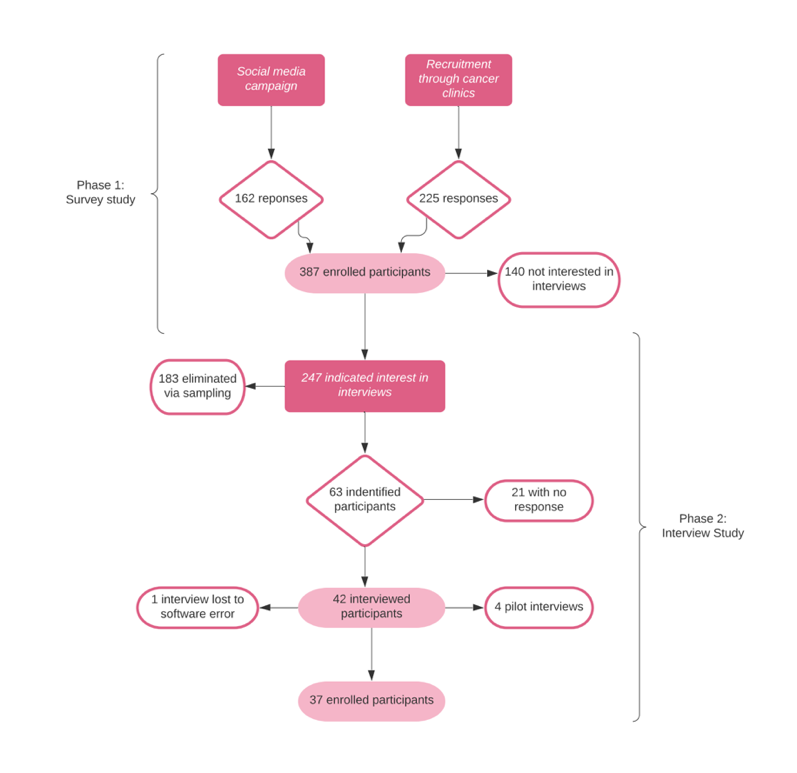 Social media
campaign
Recruitment
through cancer
clinics
Phase 1:
Survey study
162 reponses
225 responses
387 enrolled participants
140 not interested in
interviews
183 eliminated
via sampling
247 indicated interest in
interviews
63 indentified
participants
21 with no
response
Phase 2:
Interview Study
1 interview lost to
software error
42 interviewed
participants
4 pilot interviews
37 enrolled participants